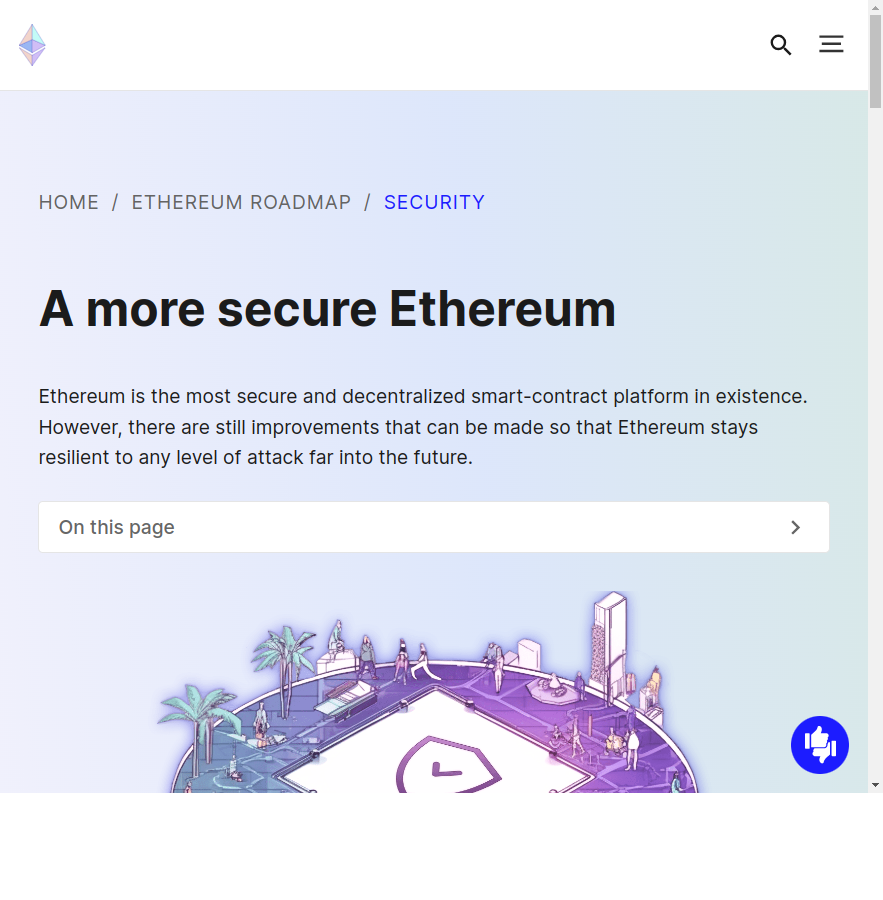 HOME / ETHEREUM ROADMAP / SECURITY
A more secure Ethereum
Ethereum is the most secure and decentralized smart-contract platform in existence.
However, there are still improvements that can be made so that Ethereum stays
resilient to any level of attack far into the future.
On this page